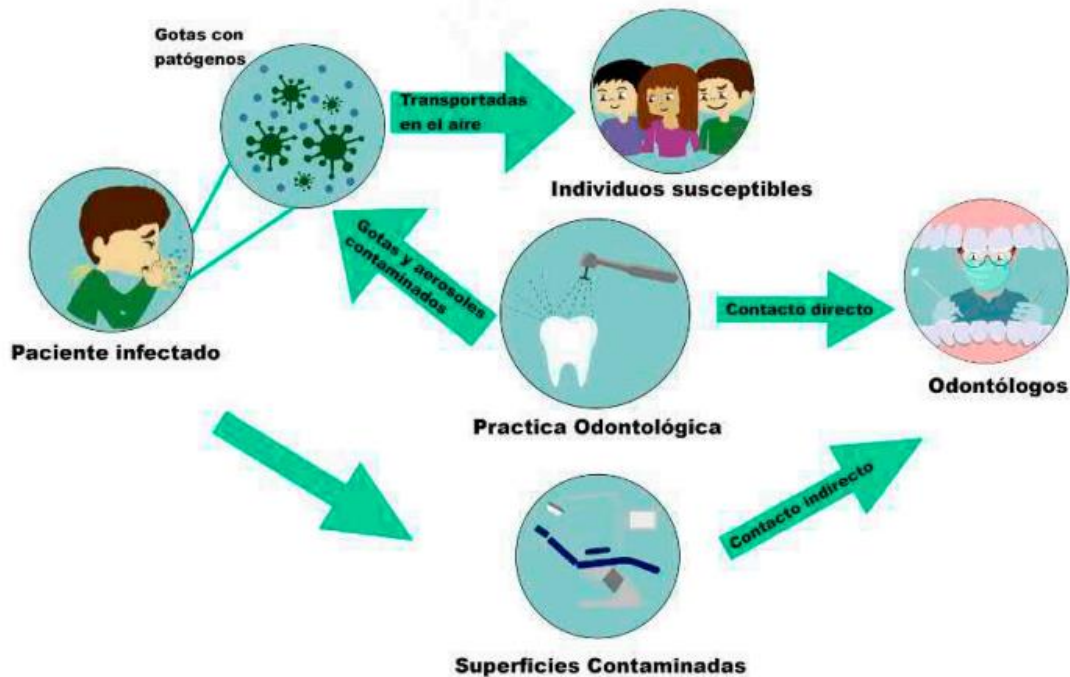 Gotas con
patógenos
Transportadas
en el aire
Individuos susceptibles
Gotas y aerosoles
contaminados
Paciente infectado
Contacto directo
Odontólogos
Practica Odontológica
Contacto indirecto
Superficies Contaminadas